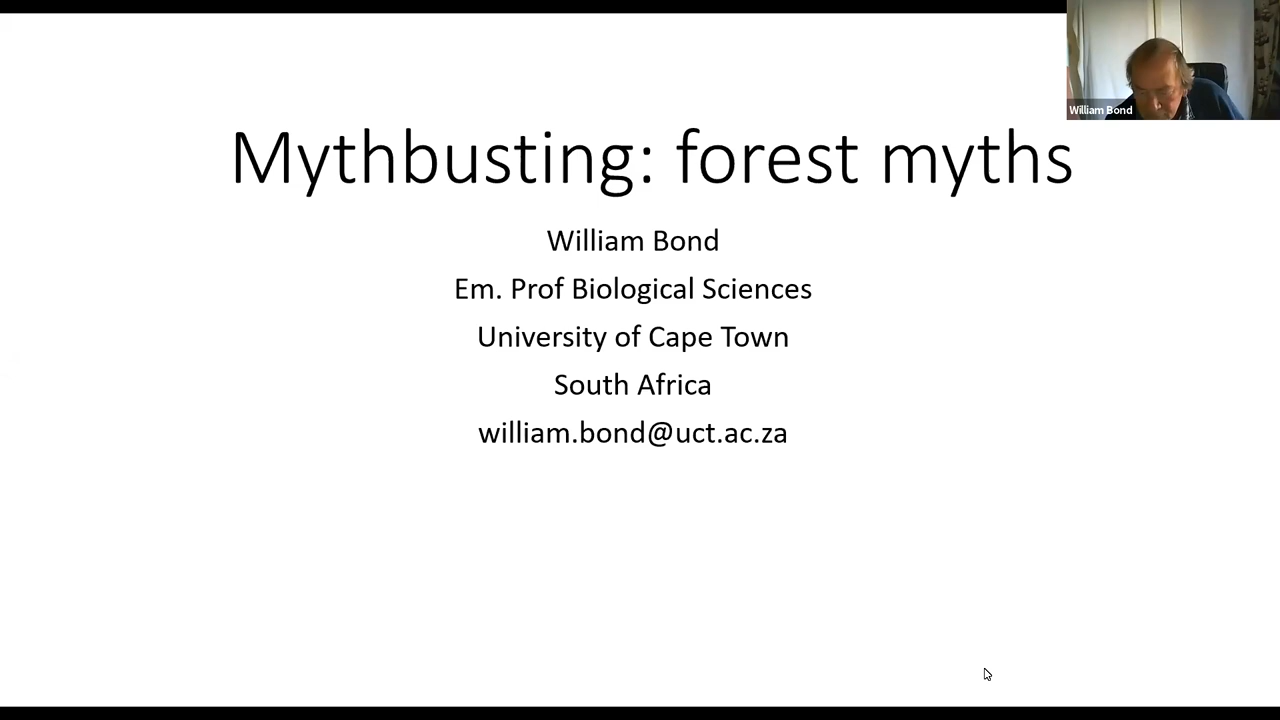 William Bond
Mythbusting: forest myths
William Bond
Em. Prof Biological Sciences
University of Cape Town
South Africa
william.bond@uct.ac.za